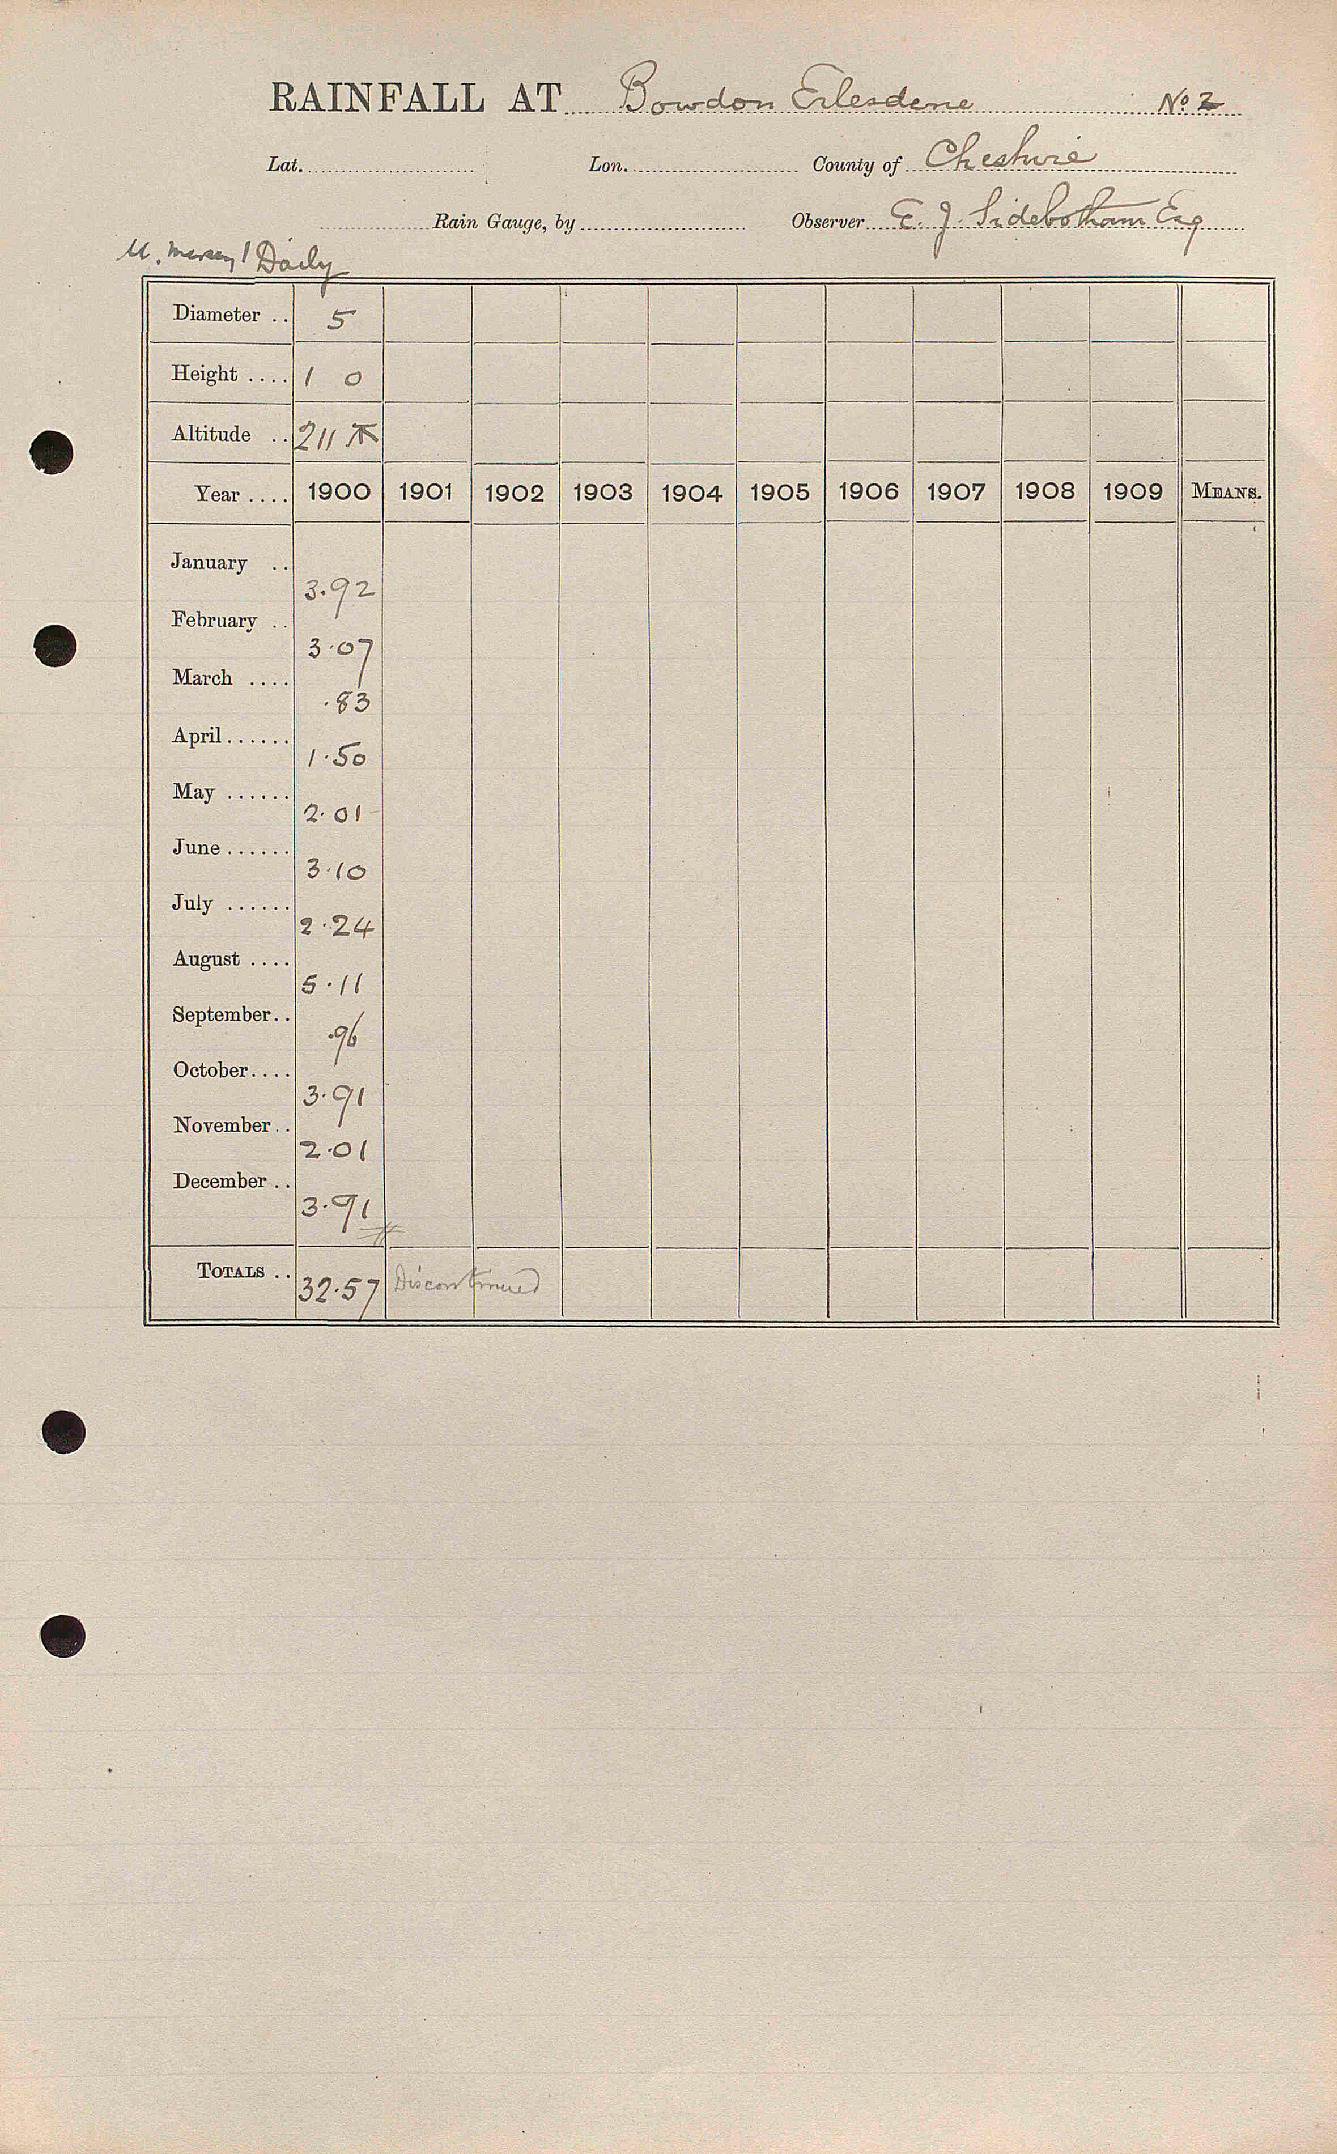 RAINFALL AT Bowdon Erlesdene No. 2
Lat. Lon. County of Cheshire
Rain Gauge, by Observer E. J. Sidebotham Esq
M. Mersey / Daily
Diameter .. 5
Height .... 1 0
Altitude .. 211
Year .... 1900 1901 1902 1903 1904 1905 1906 1907 1908 1909 MEANS.
January .. 3.92
February .. 3.07
March .... .83
April ...... 1.50
May ...... 2.01
June ...... 3.10
July ...... 2.24
August .... 5.11
September .. .96
October .... 3.91
November .. 2.01
December .. 3.91
TOTALS .. 32.57 Discontinued